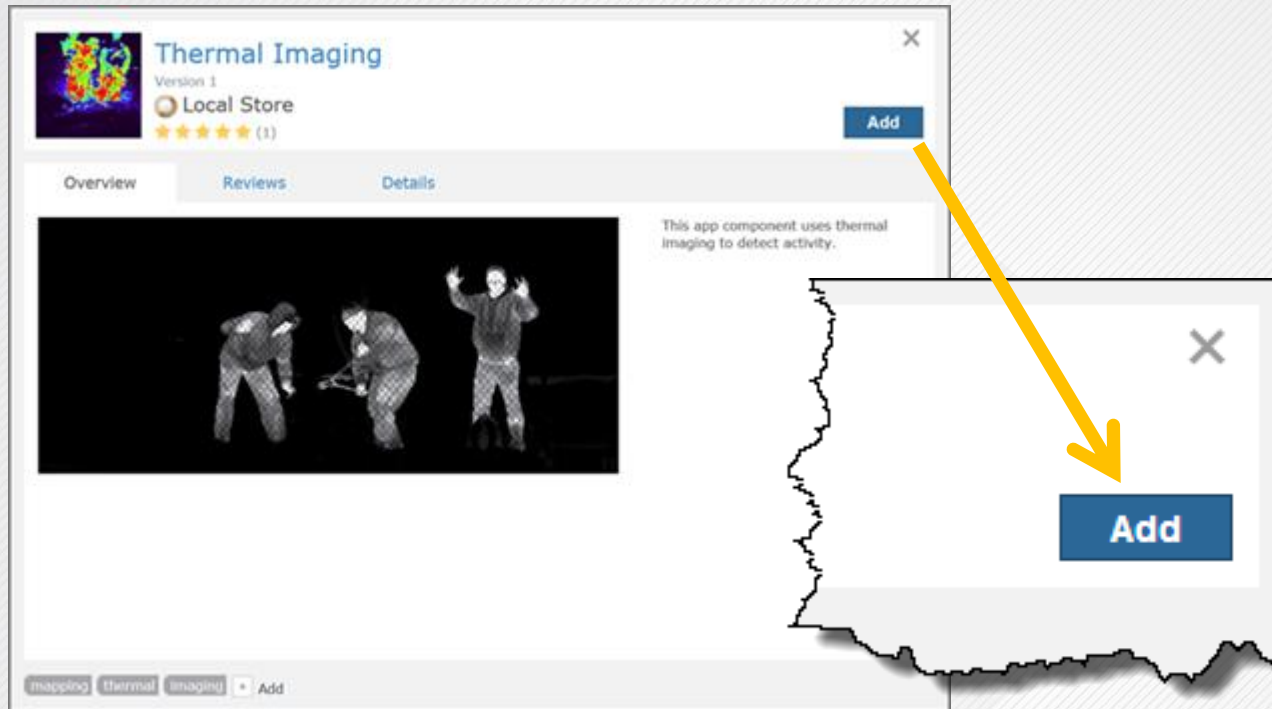 Thermal Imaging
Version 1
Local Store
(1)
Add
Overview Reviews Details
This app component uses thermal
imaging to detect activity.
Add
mapping thermal imaging + Add